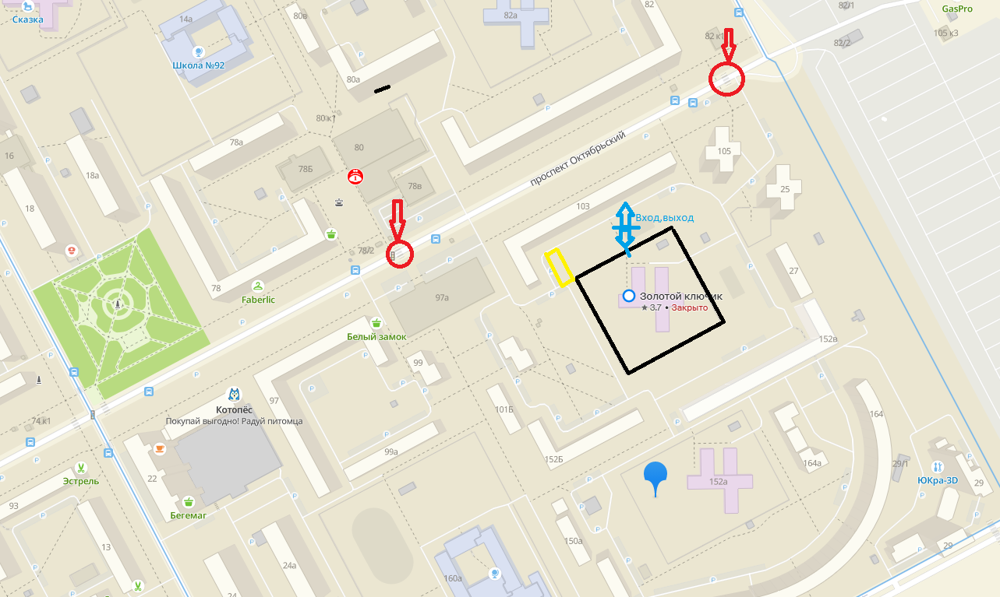 Сказка
14а
Школа №92
80в
82а
82
82/1
GasPro
82 к1
82/2
105 к3
80а
80 к1
80
78а
78Б
78в
16
18а
18
проспект Октябрьский
105
25
103
Вход,выход
78/2
78
Faberlic
97а
Золотой ключик
3.7 • Закрыто
27
Белый замок
152в
99
Котопёс
Покупай выгодно! Радуй питомца
97
101Б
74 к1
164
99а
152Б
22
Эстрель
152а
164а
29/1
ЮКра-3D
29
93
Бегемаг
13
24а
150а
29
160а
24